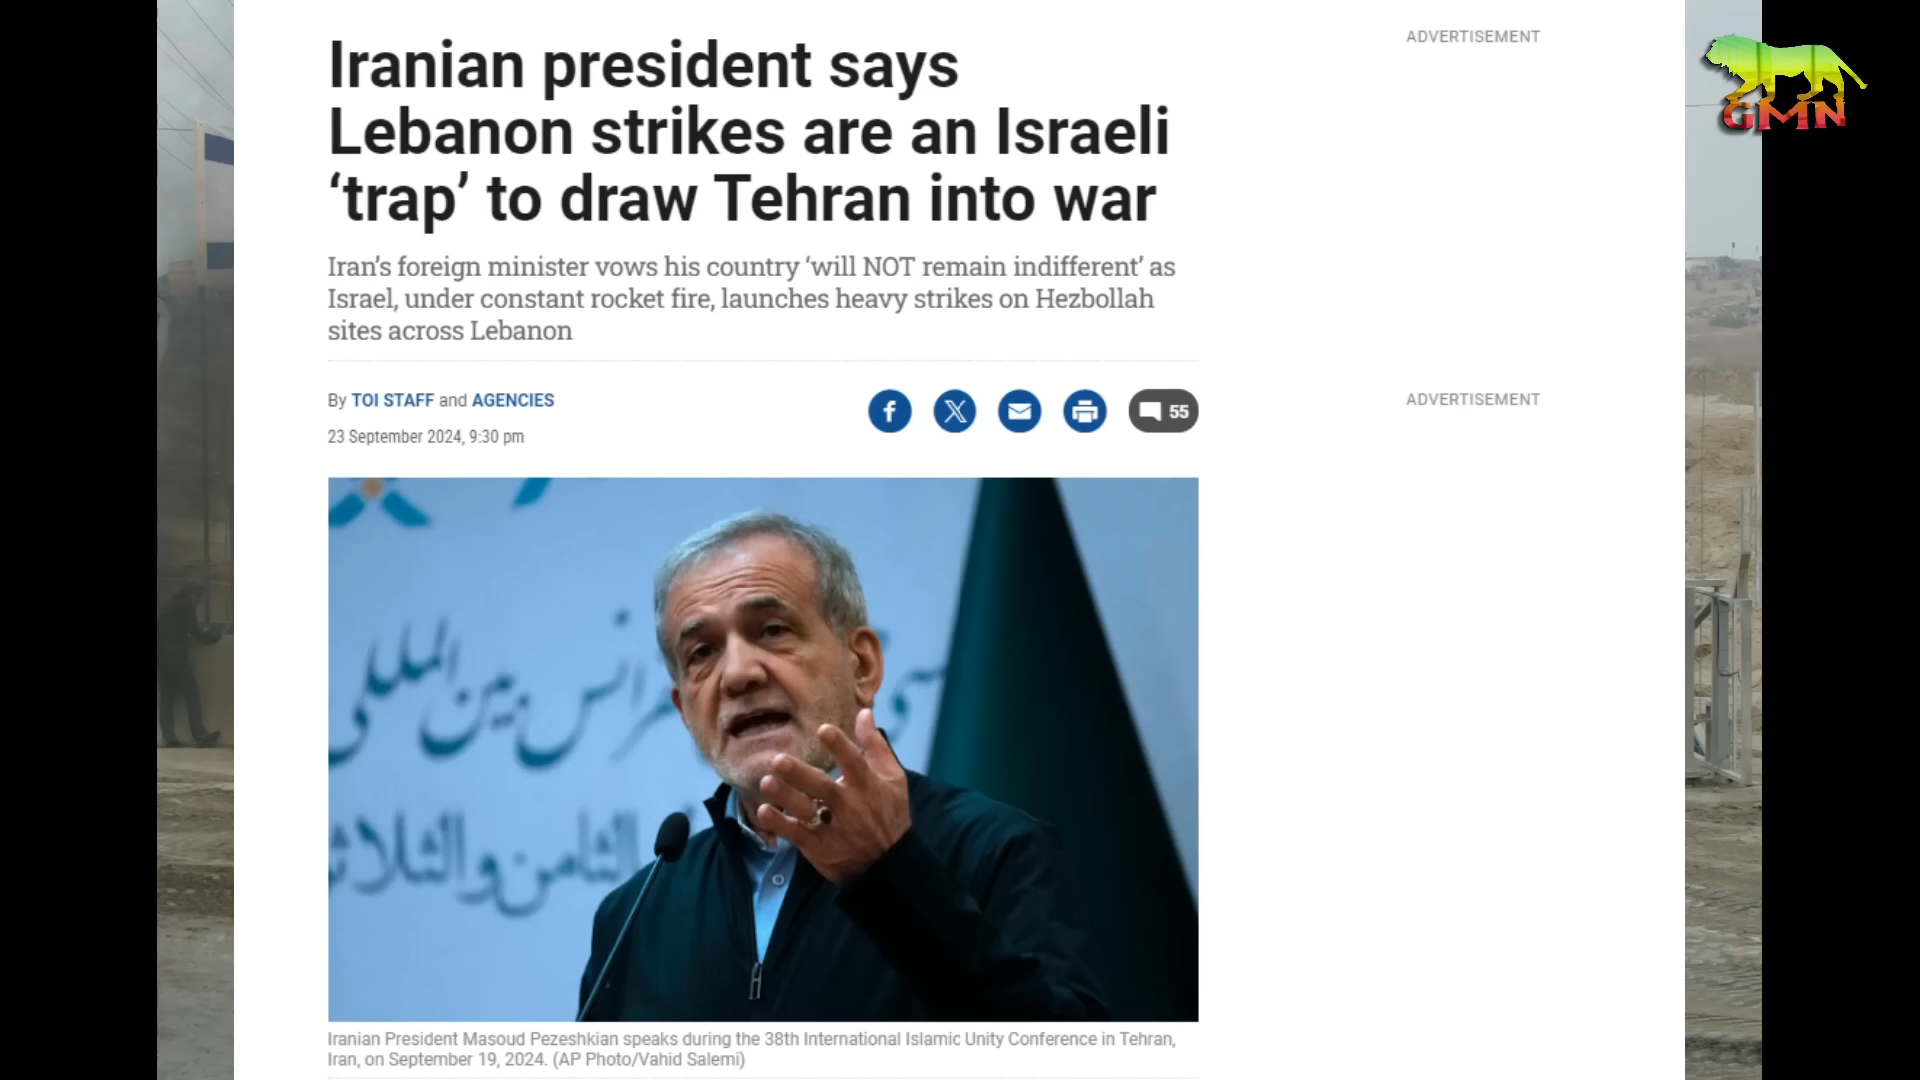 Iranian president says
Lebanon strikes are an Israeli
‘trap’ to draw Tehran into war
Iran’s foreign minister vows his country ‘will NOT remain indifferent’ as
Israel, under constant rocket fire, launches heavy strikes on Hezbollah
sites across Lebanon
By TOI STAFF and AGENCIES
23 September 2024, 9:30 pm
55
ADVERTISEMENT
ADVERTISEMENT
GMN
بين المللي
الثامن و
Iranian President Masoud Pezeshkian speaks during the 38th International Islamic Unity Conference in Tehran,
Iran, on September 19, 2024. (AP Photo/Vahid Salemi)